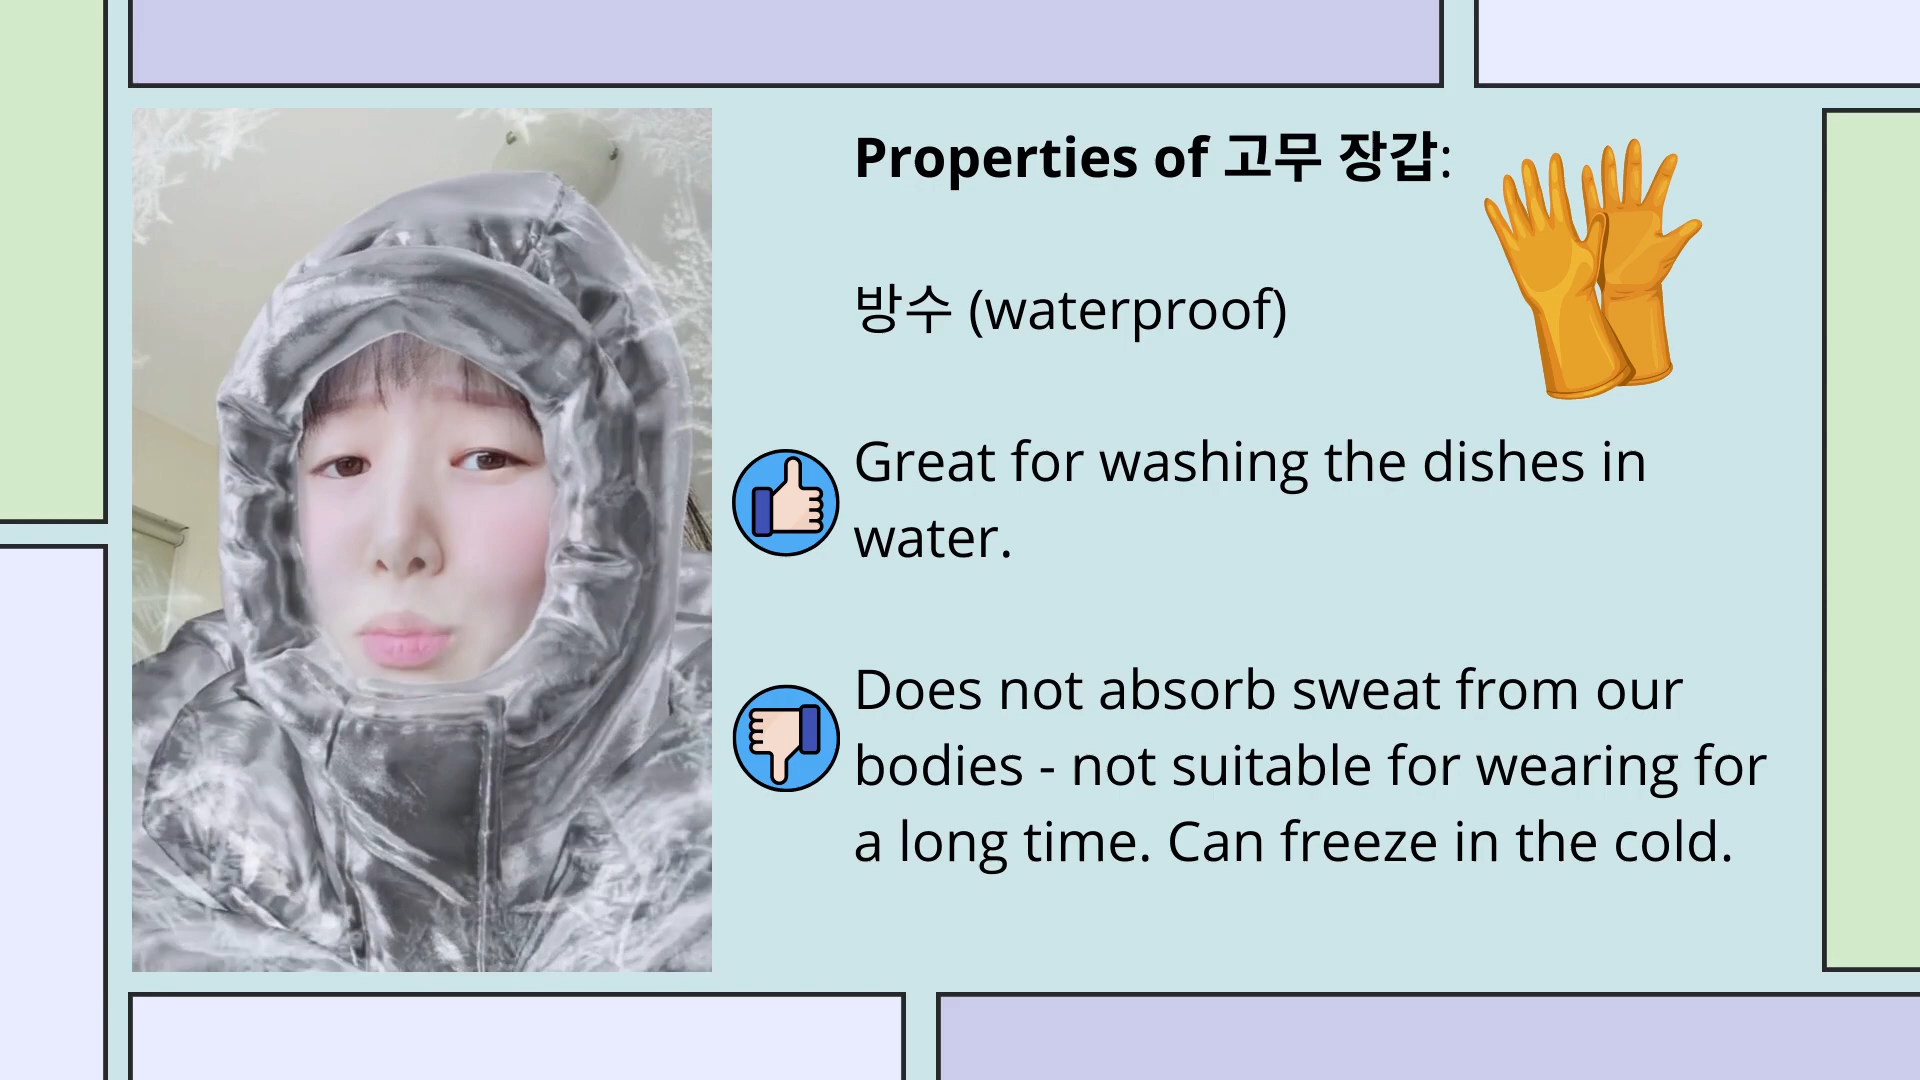 Properties of 고무 장갑:
방수 (waterproof)
Great for washing the dishes in
water.
Does not absorb sweat from our
bodies - not suitable for wearing for
a long time. Can freeze in the cold.